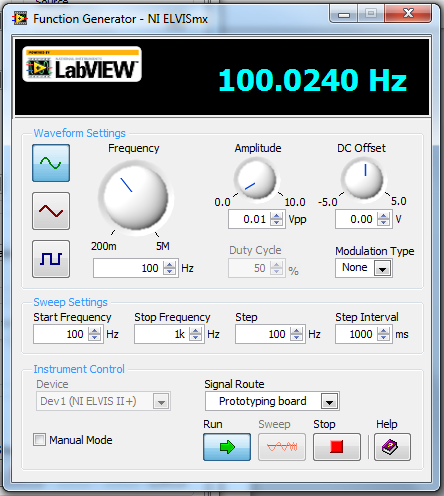 Source
Function Generator - NI ELVISmx
POWERED BY
NATIONAL INSTRUMENTS
LabVIEW
100.0240 Hz
Waveform Settings
Frequency
Amplitude
DC Offset
0.0 10.0
-5.0 5.0
200m 5M
0.01 Vpp
0.00 V
100 Hz
Duty Cycle
50 %
Modulation Type
None
Sweep Settings
Start Frequency Stop Frequency Step Step Interval
100 Hz 1k Hz 100 Hz 1000 ms
Instrument Control
Device
Dev1 (NI ELVIS II+)
Signal Route
Prototyping board
Manual Mode
Run Sweep Stop Help